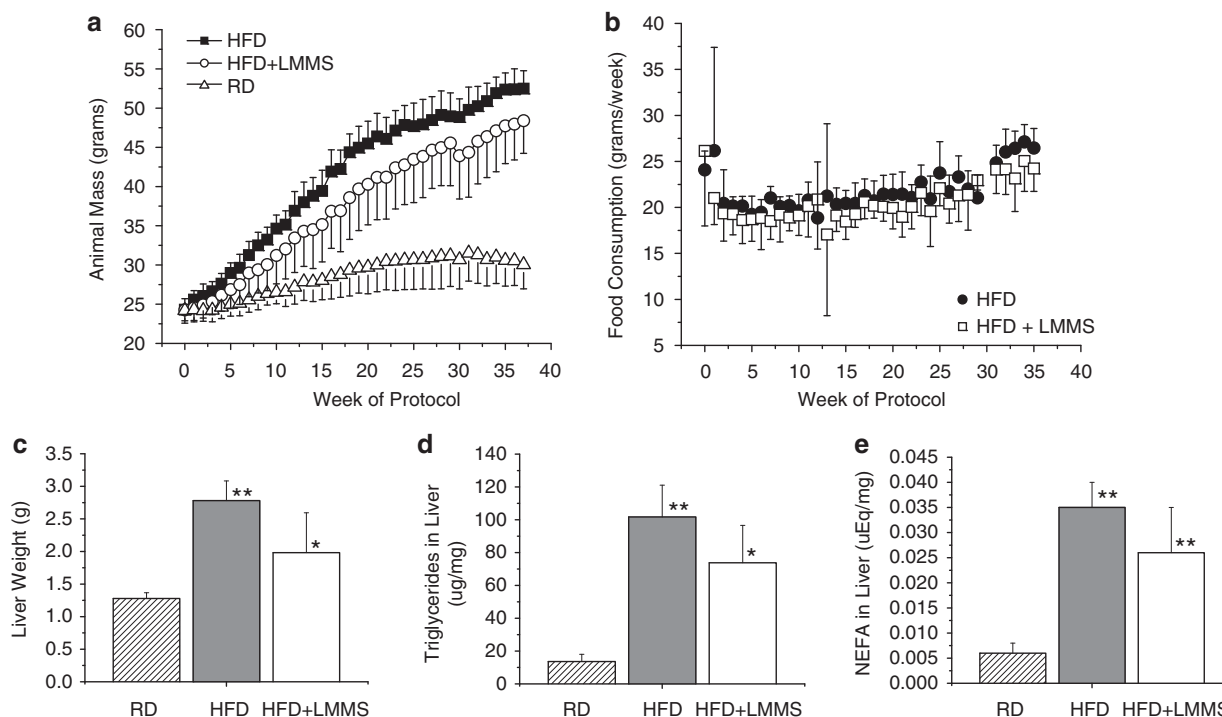 a
HFD
HFD+LMMS
RD
Animal Mass (grams)
60
55
50
45
40
35
30
25
20
0 5 10 15 20 25 30 35 40
Week of Protocol
b
Food Consumption (grams/week)
40
35
30
25
20
15
10
5
0 5 10 15 20 25 30 35 40
HFD
HFD + LMMS
Week of Protocol
c
Liver Weight (g)
3.5
3.0
2.5
2.0
1.5
1.0
0.5
0.0
**
*
RD HFD HFD+LMMS
d
Triglycerides in Liver
(ug/mg)
140
120
100
80
60
40
20
0
**
*
RD HFD HFD+LMMS
e
NEFA in Liver (uEq/mg)
0.045
0.040
0.035
0.030
0.025
0.020
0.015
0.010
0.005
0.000
**
**
RD HFD HFD+LMMS